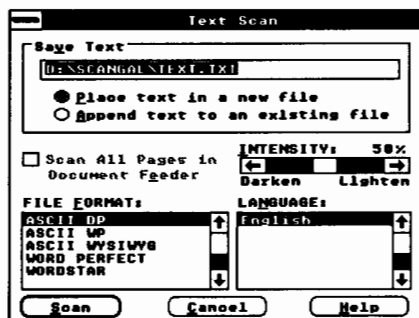 Text Scan
Save Text
D:\SCANGAL\TEXT.TXT
Place text in a new file
Append text to an existing file
Scan All Pages in
Document Feeder
INTENSITY: 50%
Darken Lighten
FILE FORMAT:
ASCII DP
ASCII WP
ASCII WYSIWYG
WORD PERFECT
WORDSTAR
LANGUAGE:
English
Scan Cancel Help